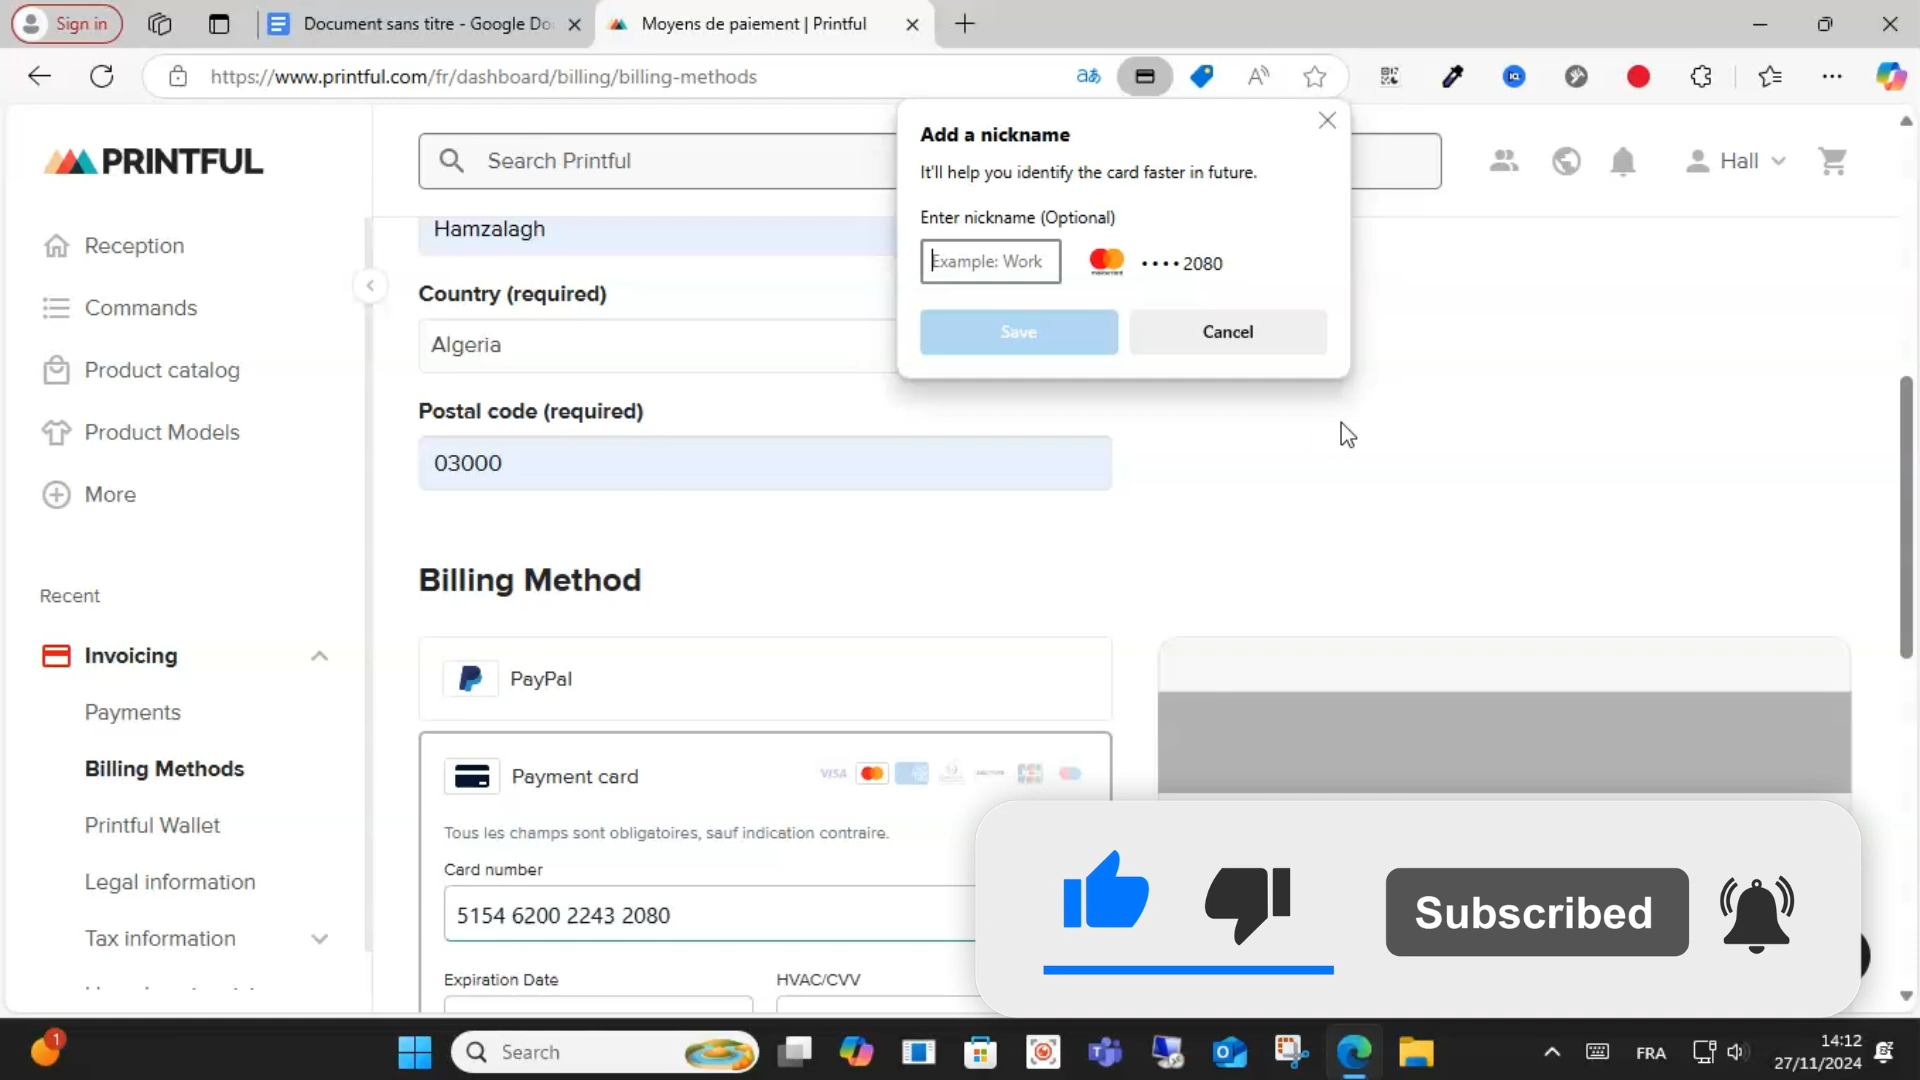 Sign in
Document sans titre - Google Do
Moyens de paiement | Printful
https://www.printful.com/fr/dashboard/billing/billing-methods
PRINTFUL
Search Printful
Hall
Add a nickname
It'll help you identify the card faster in future.
Enter nickname (Optional)
Example: Work
mastercard
•••• 2080
Save
Cancel
Reception
Commands
Product catalog
Product Models
More
Recent
Invoicing
Payments
Billing Methods
Printful Wallet
Legal information
Tax information
Hamzalagh
Country (required)
Algeria
Postal code (required)
03000
Billing Method
PayPal
Payment card
VISA
Tous les champs sont obligatoires, sauf indication contraire.
Card number
5154 6200 2243 2080
Expiration Date
HVAC/CVV
Subscribed
1
Search
FRA
14:12
27/11/2024